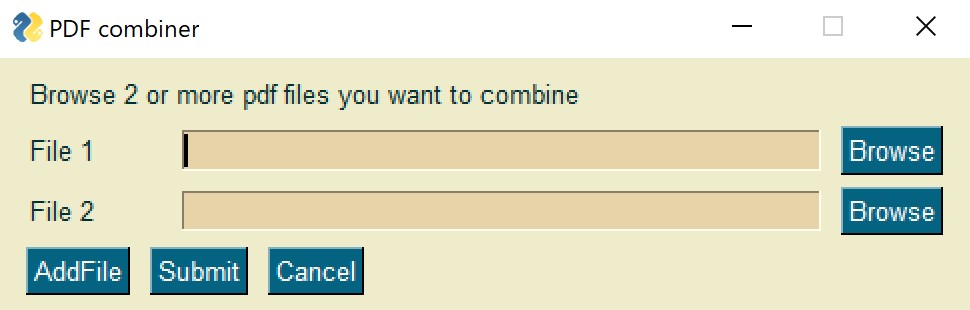 PDF combiner
Browse 2 or more pdf files you want to combine
File 1 Browse
File 2 Browse
AddFile Submit Cancel